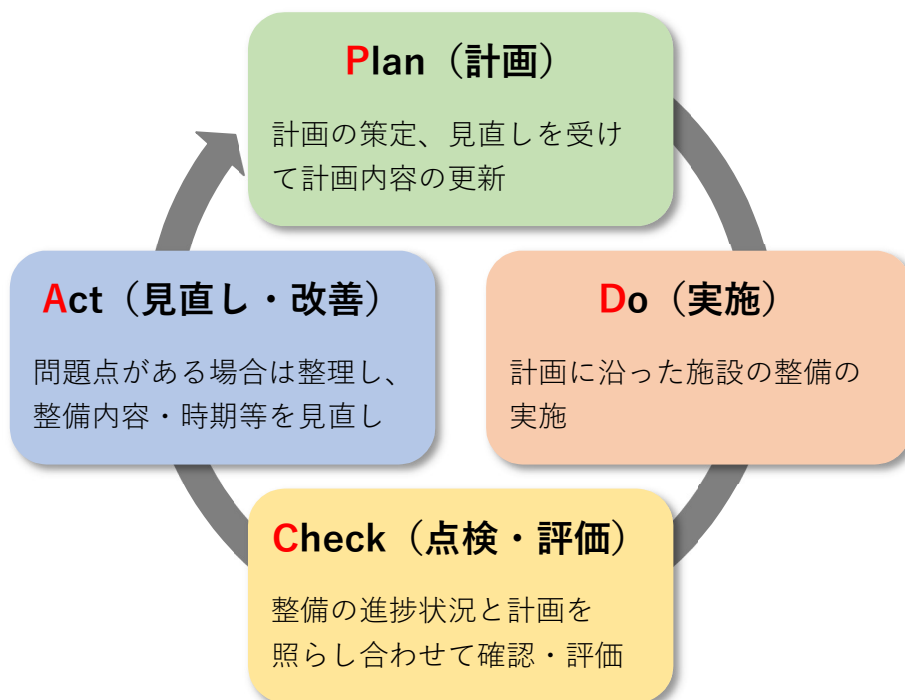 Plan（計画）
計画の策定、見直しを受け
て計画内容の更新
Act（見直し・改善）
問題点がある場合は整理し、
整備内容・時期等を見直し
Do（実施）
計画に沿った施設の整備の
実施
Check（点検・評価）
整備の進捗状況と計画を
照らし合わせて確認・評価